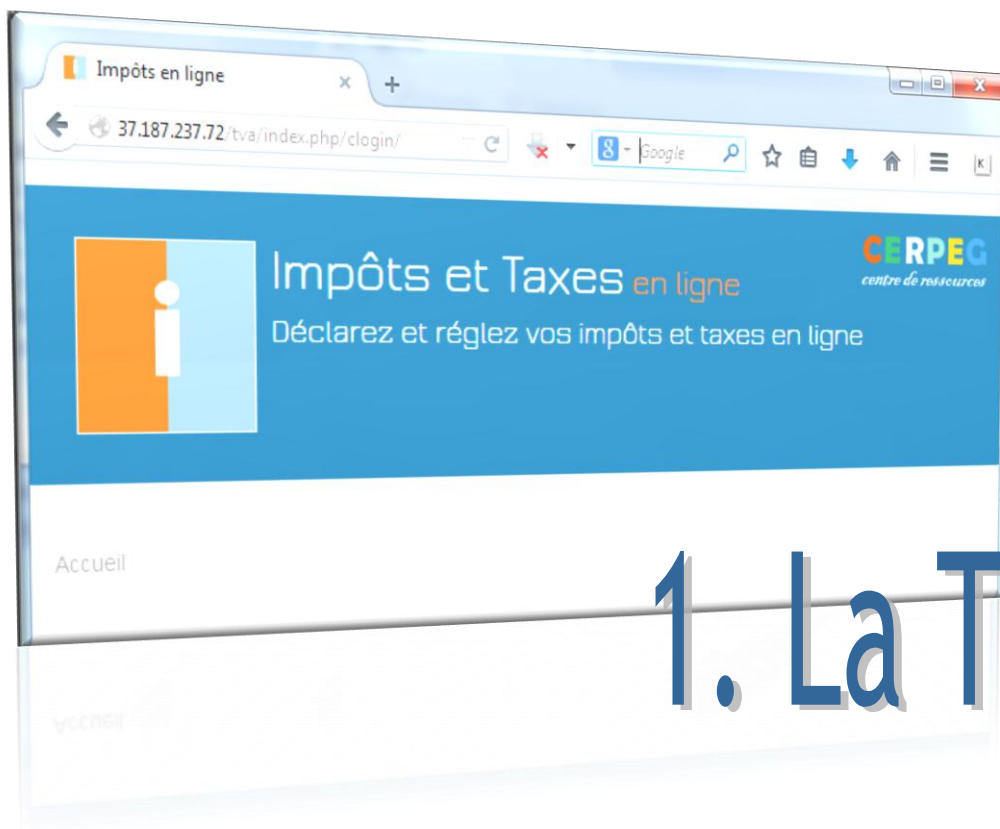 Impôts en ligne
37.187.237.72/tva/index.php/clogin/
Google
Impôts et Taxes en ligne
Déclarez et réglez vos impôts et taxes en ligne
CERPEG
centre de ressources
Accueil
1. La T